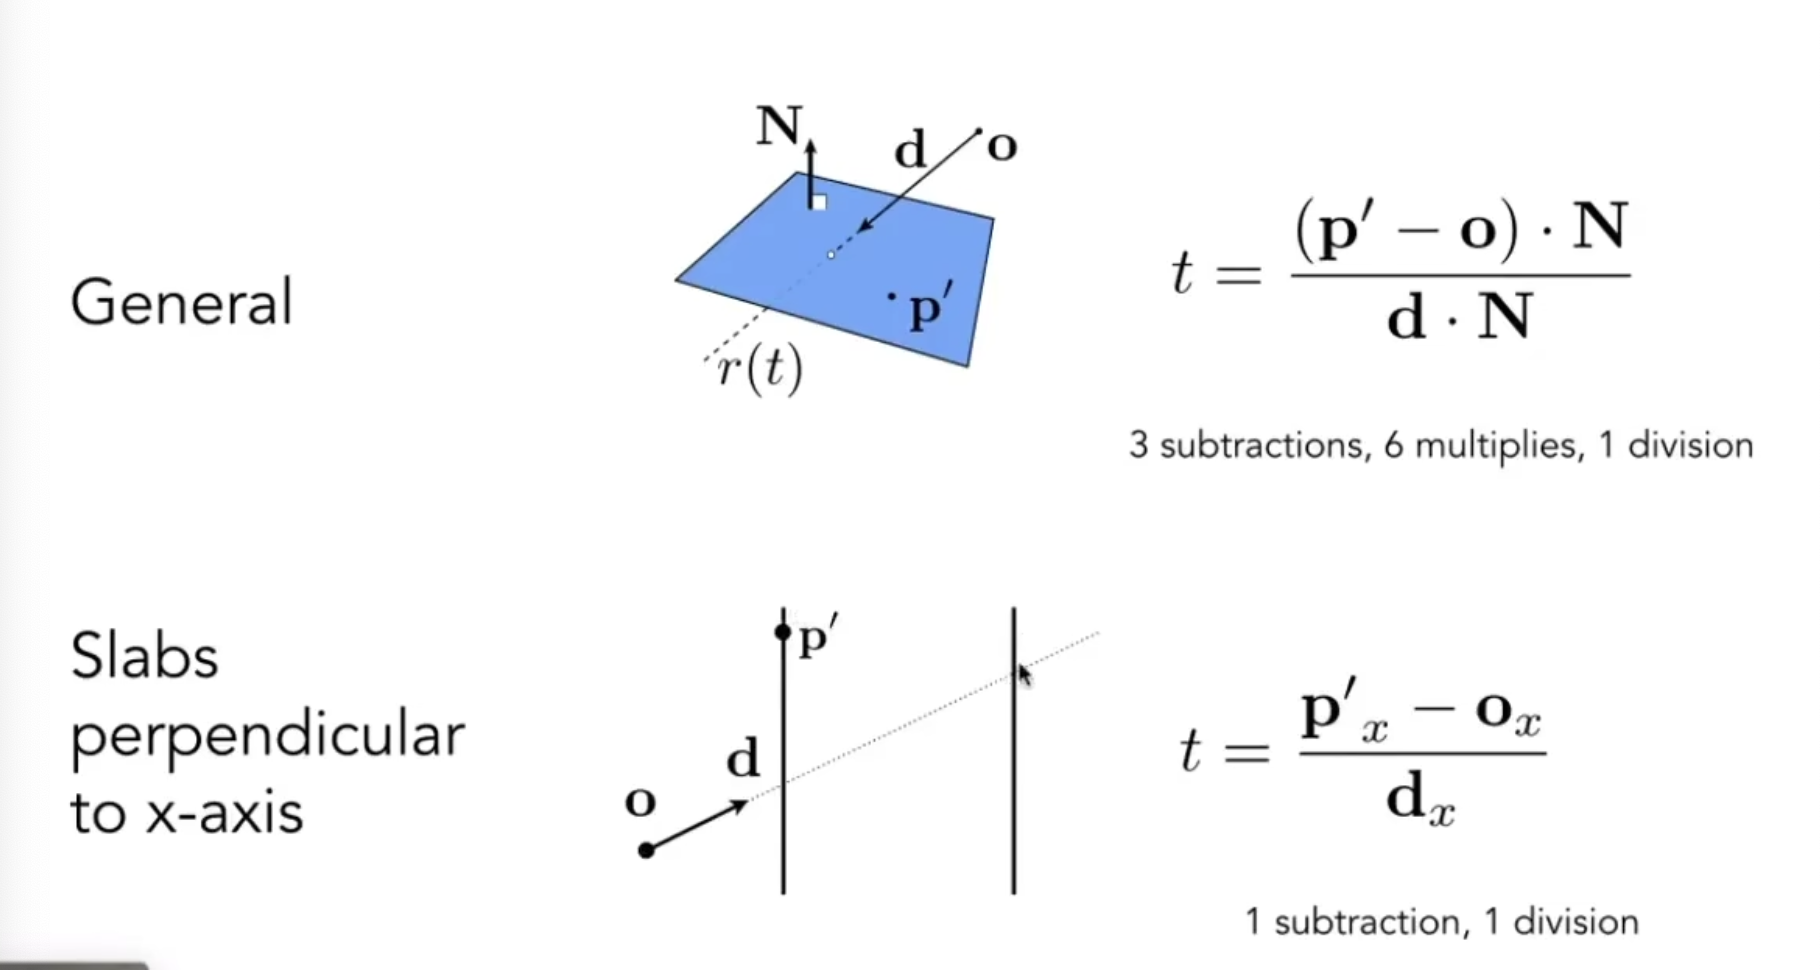 General
N
d
o
p′
r(t)
t = (p′ − o) · N / d · N
3 subtractions, 6 multiplies, 1 division
Slabs
perpendicular
to x-axis
p′
d
o
t = p′ₓ − oₓ / dₓ
1 subtraction, 1 division